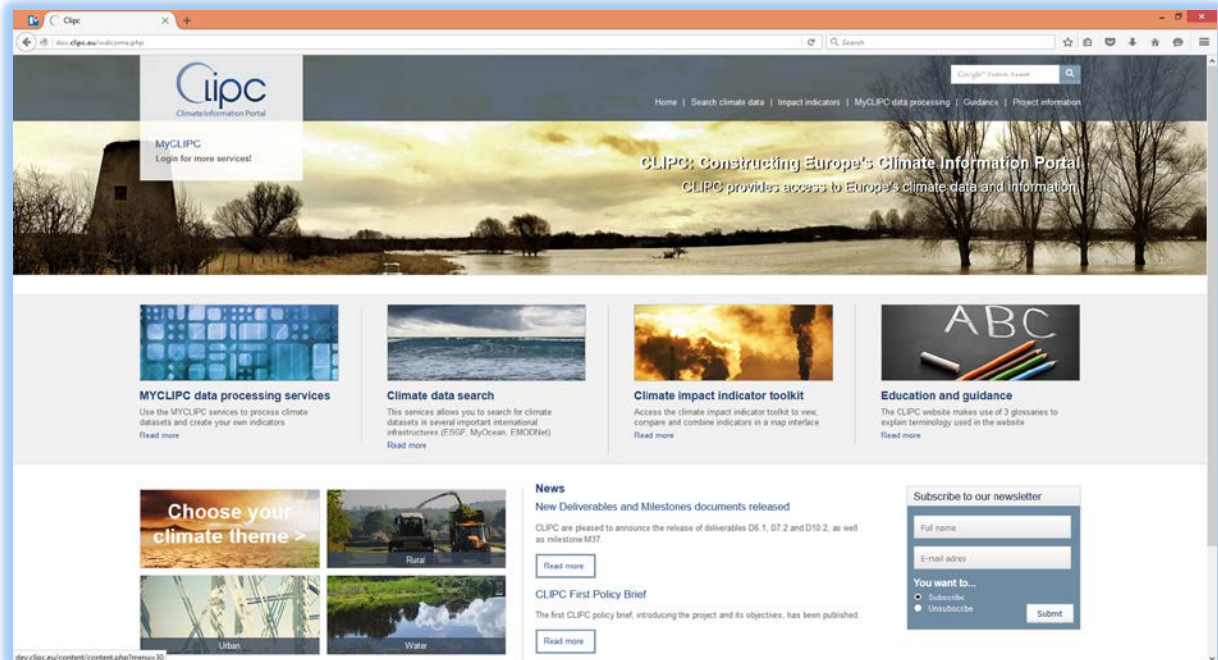 Clipc
dev.clipc.eu/welcome.php
Search
Clipc
Climate Information Portal
Home | Search climate data | Impact indicators | MyCLIPC data processing | Guidance | Project information
MyCLIPC
Login for more services!
CLIPC: Constructing Europe's Climate Information Portal
CLIPC provides access to Europe's climate data and information
ABC
MYCLIPC data processing services
Use the MYCLIPC services to process climate
datasets and create your own indicators
Read more
Climate data search
This services allows you to search for climate
datasets in several important international
infrastructures (ESGF, MyOcean, EMODNet)
Read more
Climate impact indicator toolkit
Access the climate impact indicator toolkit to view,
compare and combine indicators in a map interface
Read more
Education and guidance
The CLIPC website makes use of 3 glossaries to
explain terminology used in the website
Read more
Choose your
climate theme >
Rural
Urban
Water
News
New Deliverables and Milestones documents released
CLIPC are pleased to announce the release of deliverables D6.1, D7.2 and D10.2, as well
as milestone M37.
Read more
CLIPC First Policy Brief
The first CLIPC policy brief, introducing the project and its objectives, has been published.
Read more
Subscribe to our newsletter
Full name
E-mail adres
You want to...
Subscribe
Unsubscribe
Submit
dev.clipc.eu/content/content.php?menu=30